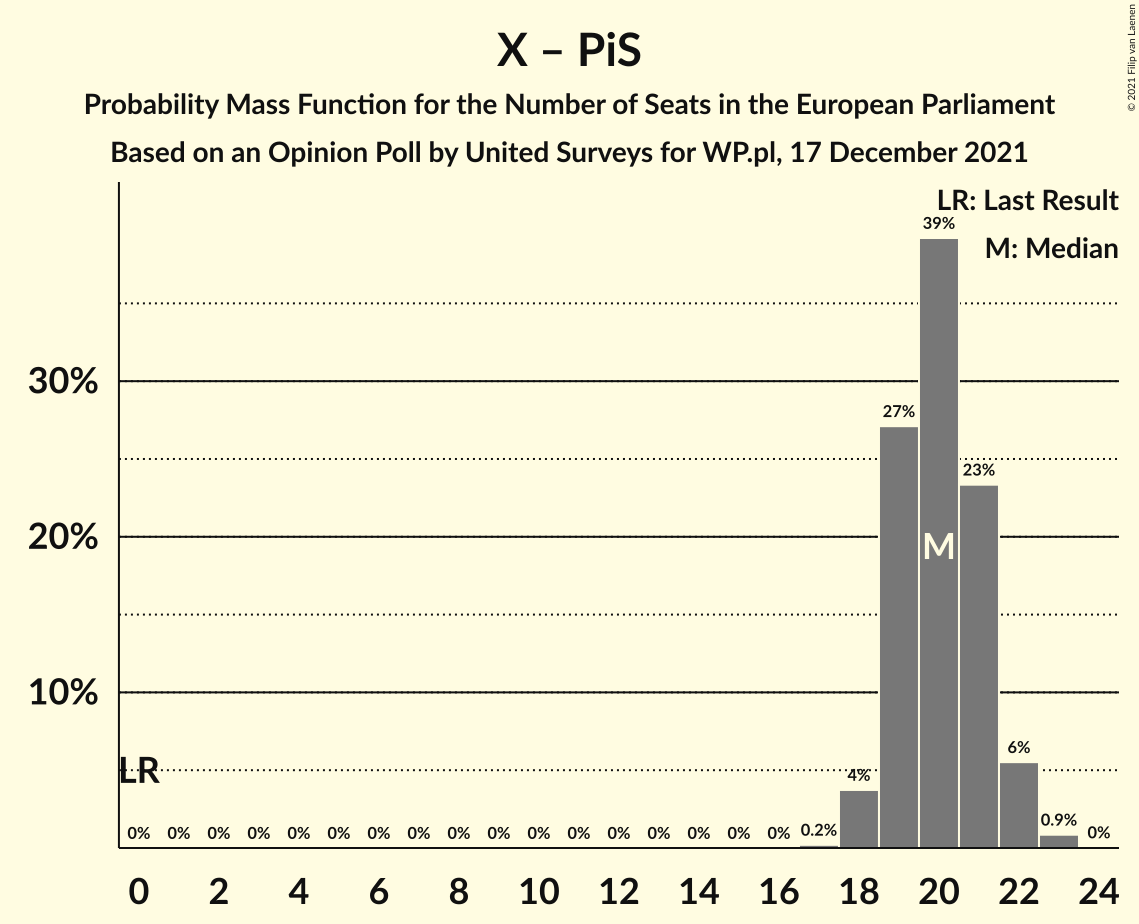 X – PiS
Probability Mass Function for the Number of Seats in the European Parliament
Based on an Opinion Poll by United Surveys for WP.pl, 17 December 2021
© 2021 Filip van Laenen
LR: Last Result
M: Median
39%
30%
27%
23%
20%
M
10%
LR
6%
4%
0% 0% 0% 0% 0% 0% 0% 0% 0% 0% 0% 0% 0% 0% 0% 0% 0% 0.2% 0.9% 0%
0 2 4 6 8 10 12 14 16 18 20 22 24